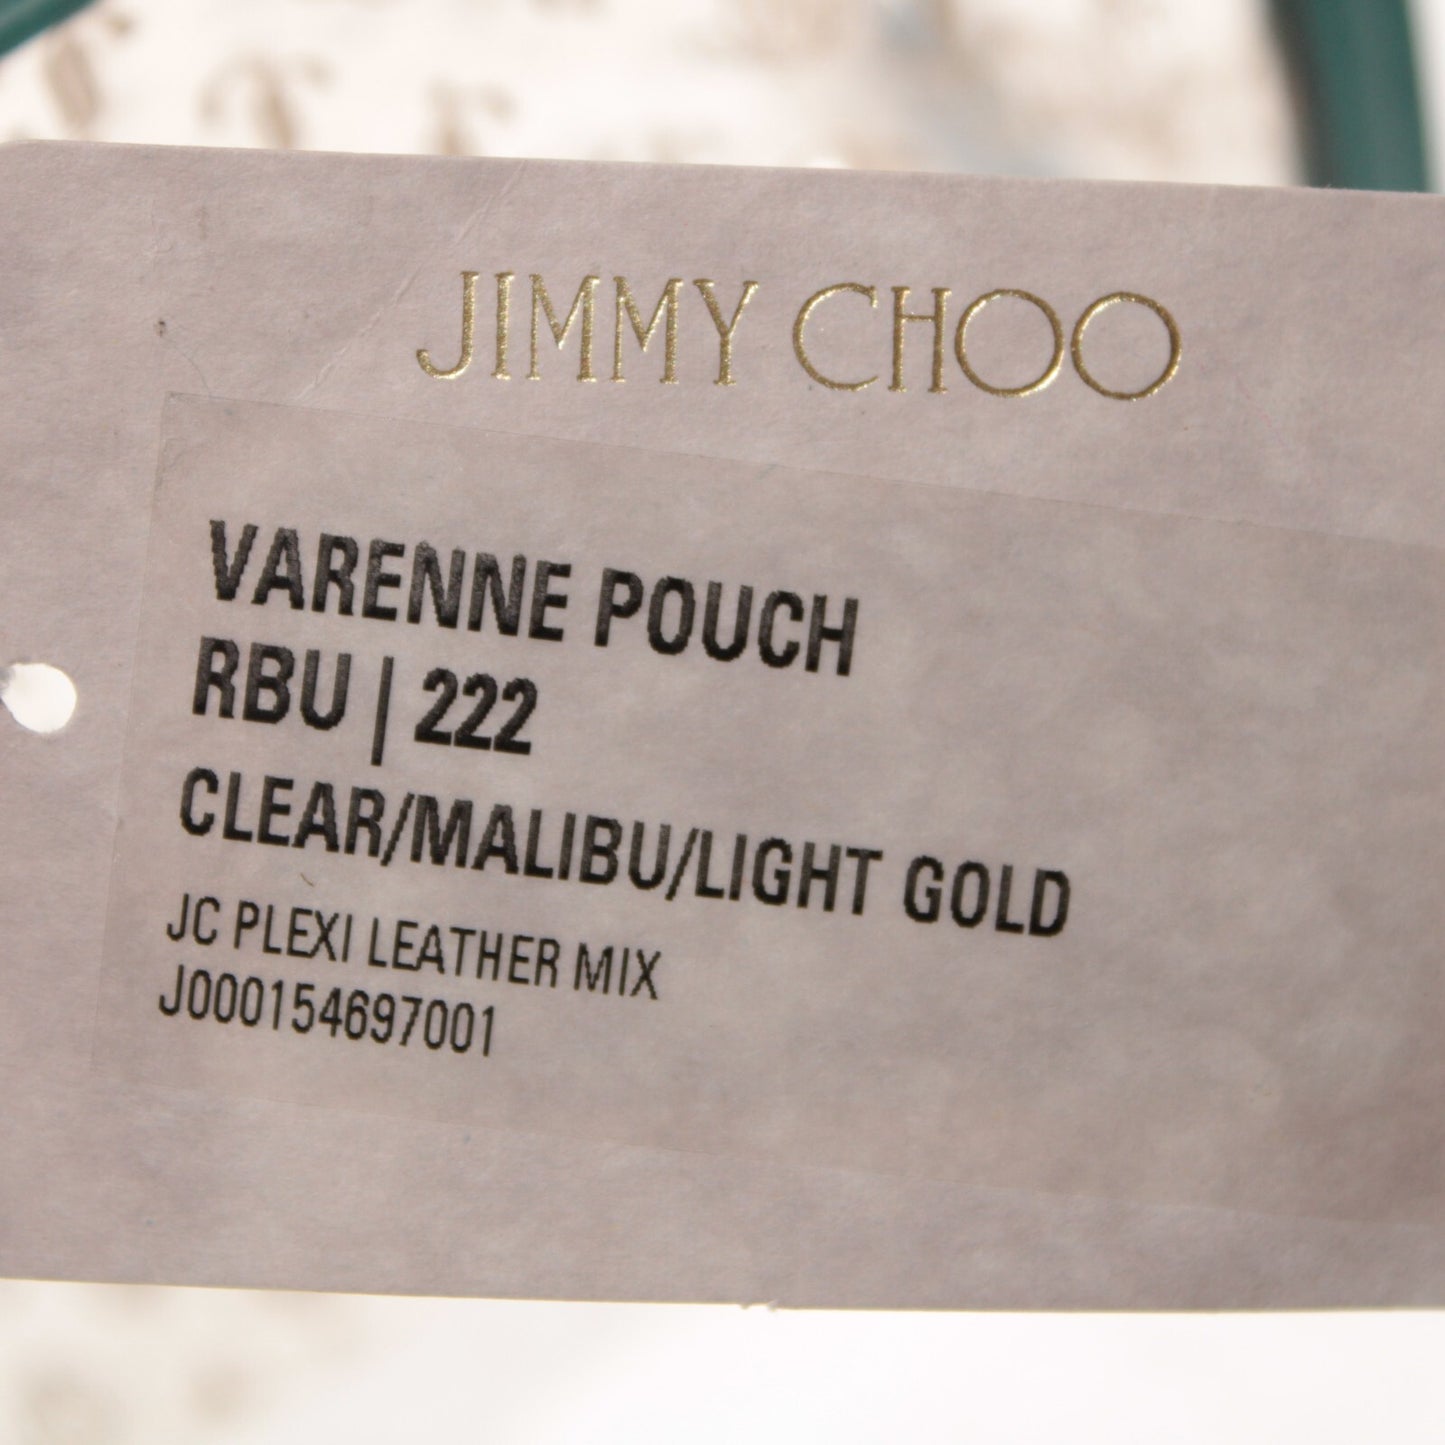 JIMMY CHOO
VARENNE POUCH
RBU | 222
CLEAR/MALIBU/LIGHT GOLD
JC PLEXI LEATHER MIX
J000154697001